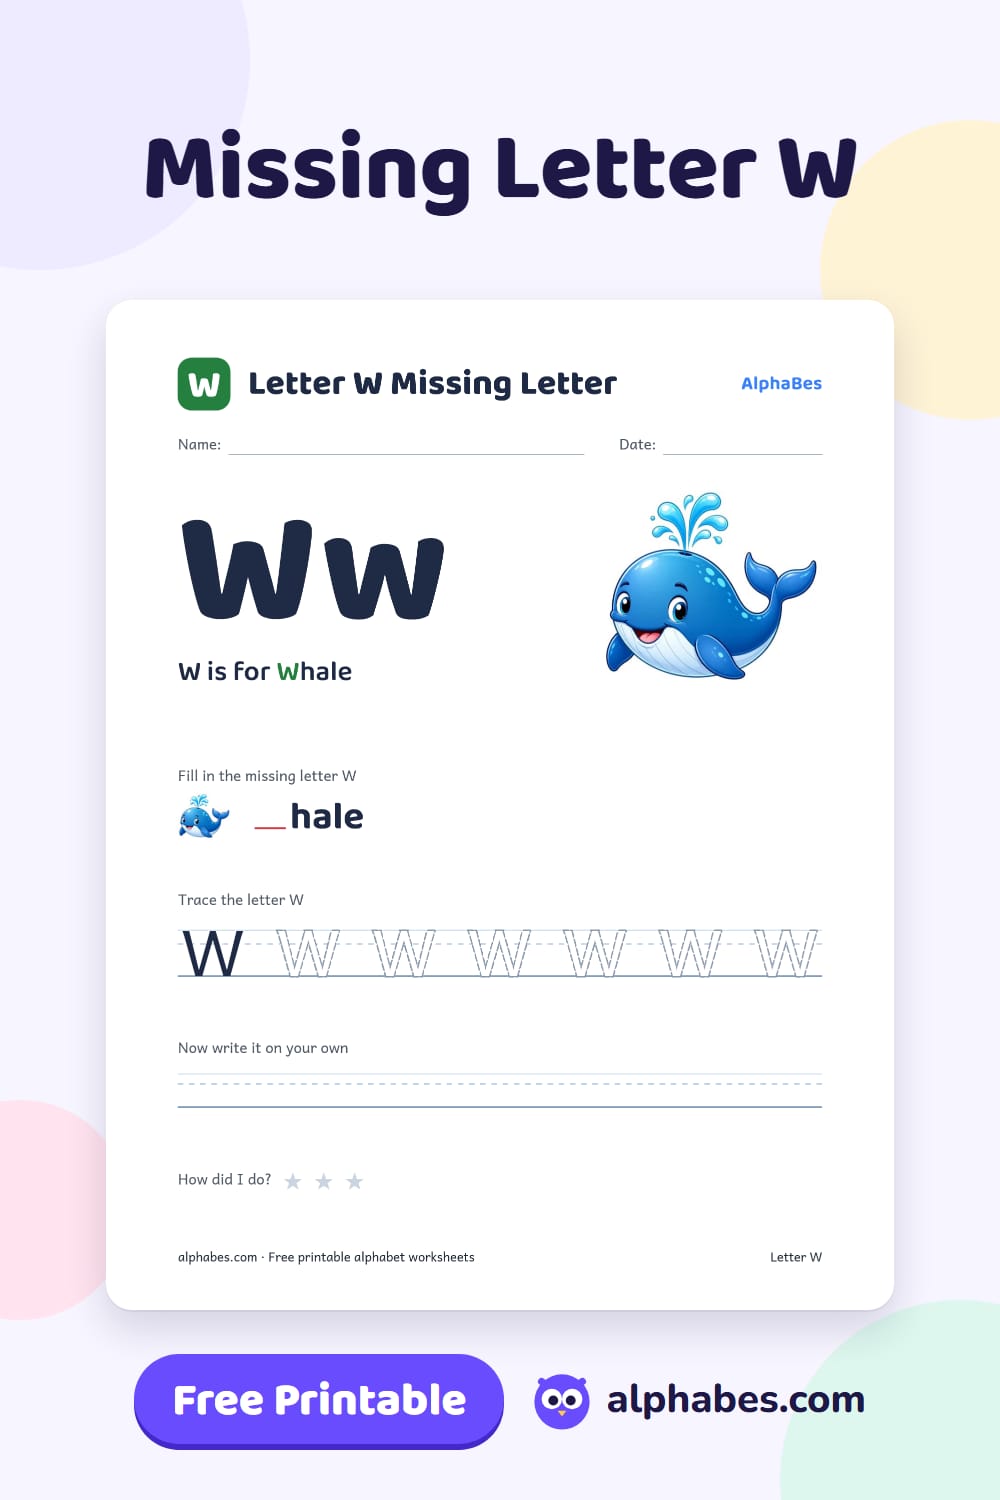 Missing Letter W
W Letter W Missing Letter AlphaBes
Name: Date:
Ww
W is for Whale
Fill in the missing letter W
__hale
Trace the letter W
W W W W W W W
Now write it on your own
How did I do? ★ ★ ★
alphabes.com · Free printable alphabet worksheets Letter W
Free Printable alphabes.com